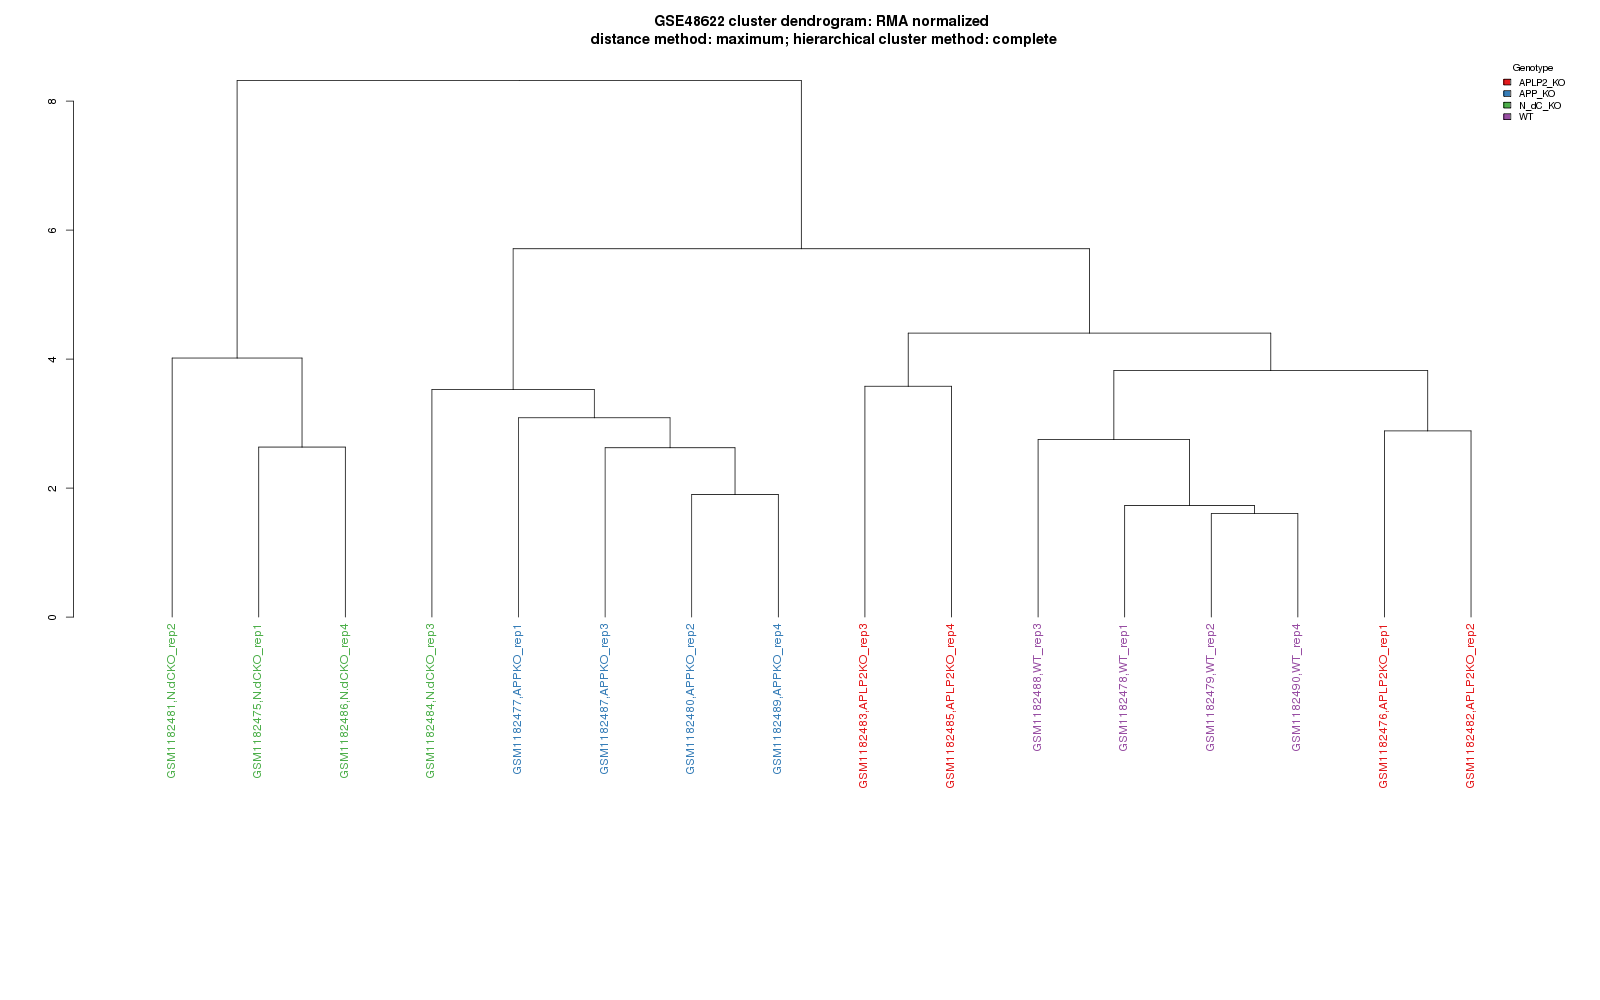 GSE48622 cluster dendrogram: RMA normalized
distance method: maximum; hierarchical cluster method: complete
Genotype
APLP2_KO
APP_KO
N_dC_KO
WT
8
6
4
2
0
GSM1182481,N.dCKO_rep2
GSM1182475,N.dCKO_rep1
GSM1182486,N.dCKO_rep4
GSM1182484,N.dCKO_rep3
GSM1182477,APPKO_rep1
GSM1182487,APPKO_rep3
GSM1182480,APPKO_rep2
GSM1182489,APPKO_rep4
GSM1182483,APLP2KO_rep3
GSM1182485,APLP2KO_rep4
GSM1182488,WT_rep3
GSM1182478,WT_rep1
GSM1182479,WT_rep2
GSM1182490,WT_rep4
GSM1182476,APLP2KO_rep1
GSM1182482,APLP2KO_rep2